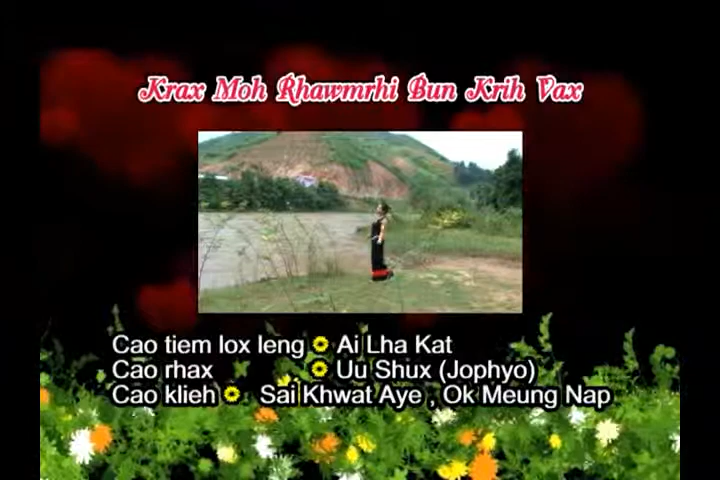 Krax Moh Rhawmrhi Bun Krih Vax
Cao tiem lox leng Ai Lha Kat
Cao rhax Uu Shux (Jophyo)
Cao klieh Sai Khwat Aye , Ok Meung Nap